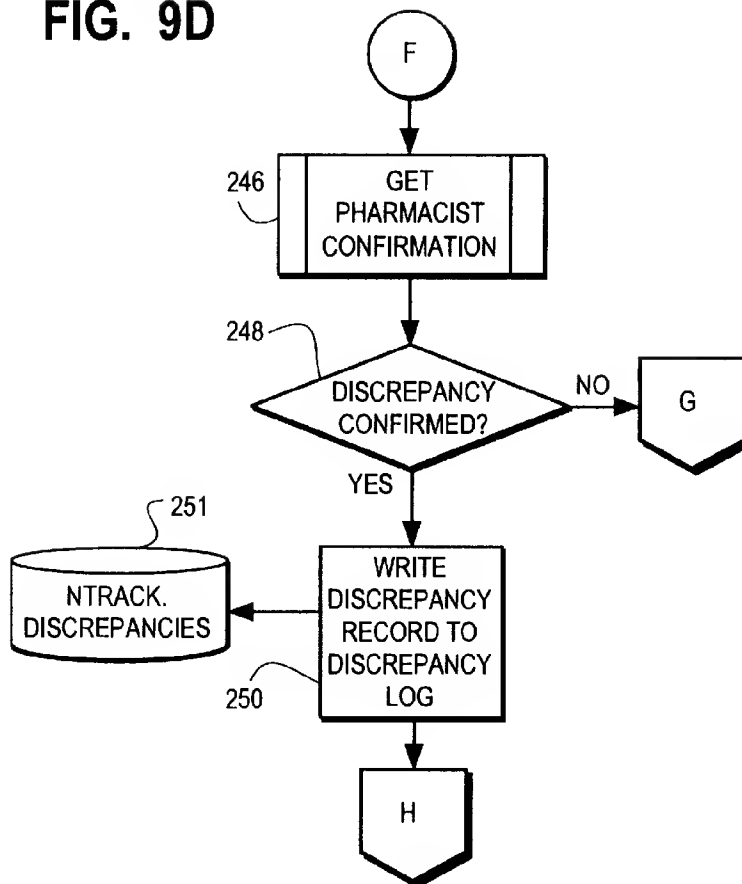 FIG. 9D
F
246
GET
PHARMACIST
CONFIRMATION
248
DISCREPANCY
CONFIRMED?
NO
G
YES
251
NTRACK.
DISCREPANCIES
WRITE
DISCREPANCY
RECORD TO
DISCREPANCY
LOG
250
H